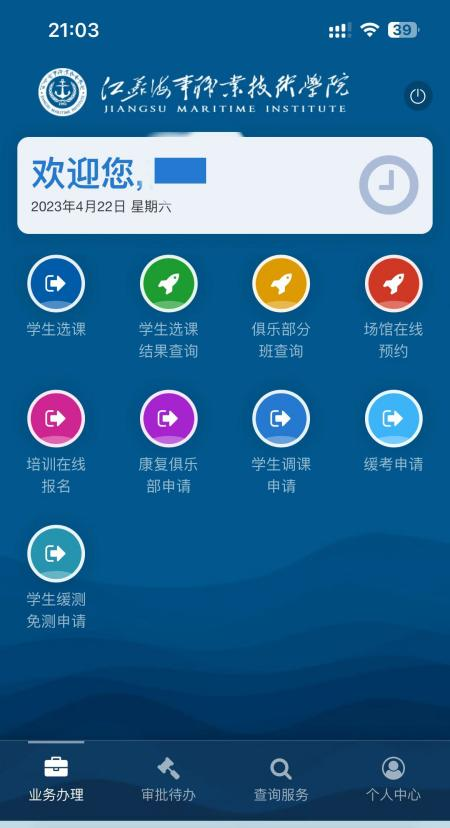 21:03
39
江苏海事职业技术学院
JIANGSU MARITIME INSTITUTE
欢迎您,
2023年4月22日 星期六
学生选课
学生选课
结果查询
俱乐部分
班查询
场馆在线
预约
培训在线
报名
康复俱乐
部申请
学生调课
申请
缓考申请
学生缓测
免测申请
业务办理
审批待办
查询服务
个人中心